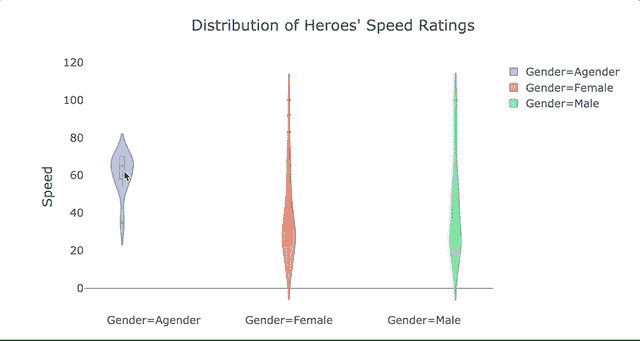 Distribution of Heroes' Speed Ratings
120
100
80
60
40
20
0
Speed
Gender=Agender
Gender=Female
Gender=Male
Gender=Agender
Gender=Female
Gender=Male